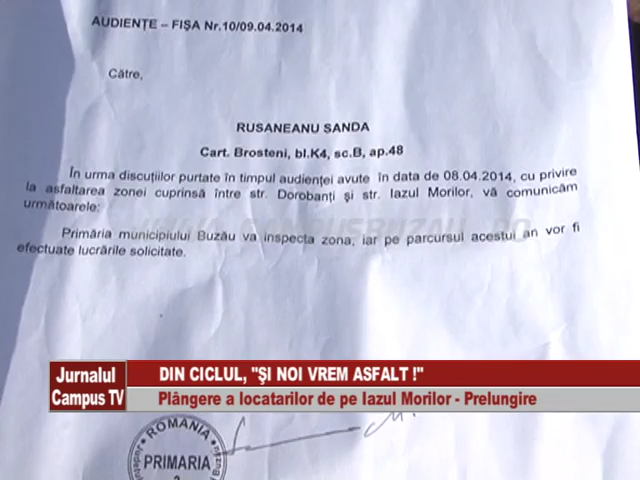 AUDIENȚE – FIȘA Nr.10/09.04.2014
Către,
RUSANEANU SANDA
Cart. Brosteni, bl.K4, sc.B, ap.48
În urma discuțiilor purtate în timpul audienței avute în data de 08.04.2014, cu privire
la asfaltarea zonei cuprinsă între str. Dorobanți și str. Iazul Morilor, vă comunicăm
următoarele:
Primăria municipiului Buzău va inspecta zona, iar pe parcursul acestui an vor fi
efectuate lucrările solicitate.
Jurnalul
Campus TV
DIN CICLUL, "ŞI NOI VREM ASFALT !"
Plângere a locatarilor de pe Iazul Morilor - Prelungire
ROMANIA
PRIMARIA